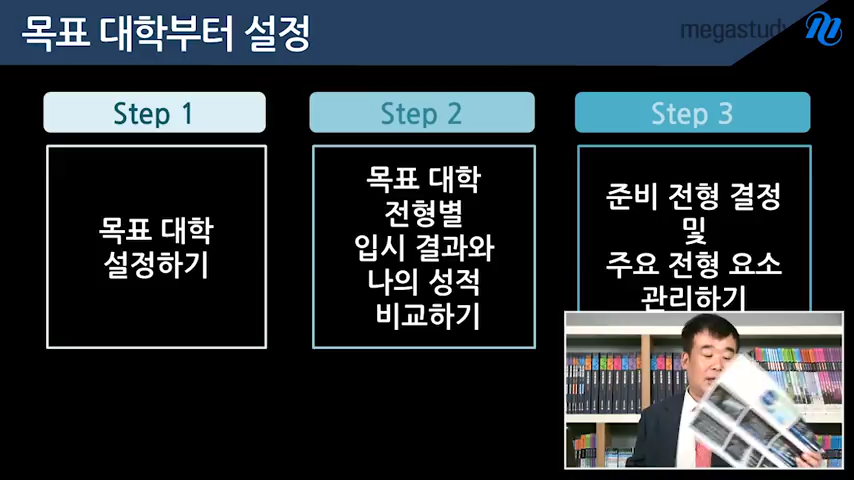 목표 대학부터 설정
megastudy
Step 1
Step 2
Step 3
목표 대학
설정하기
목표 대학
전형별
입시 결과와
나의 성적
비교하기
준비 전형 결정
및
주요 전형 요소
관리하기